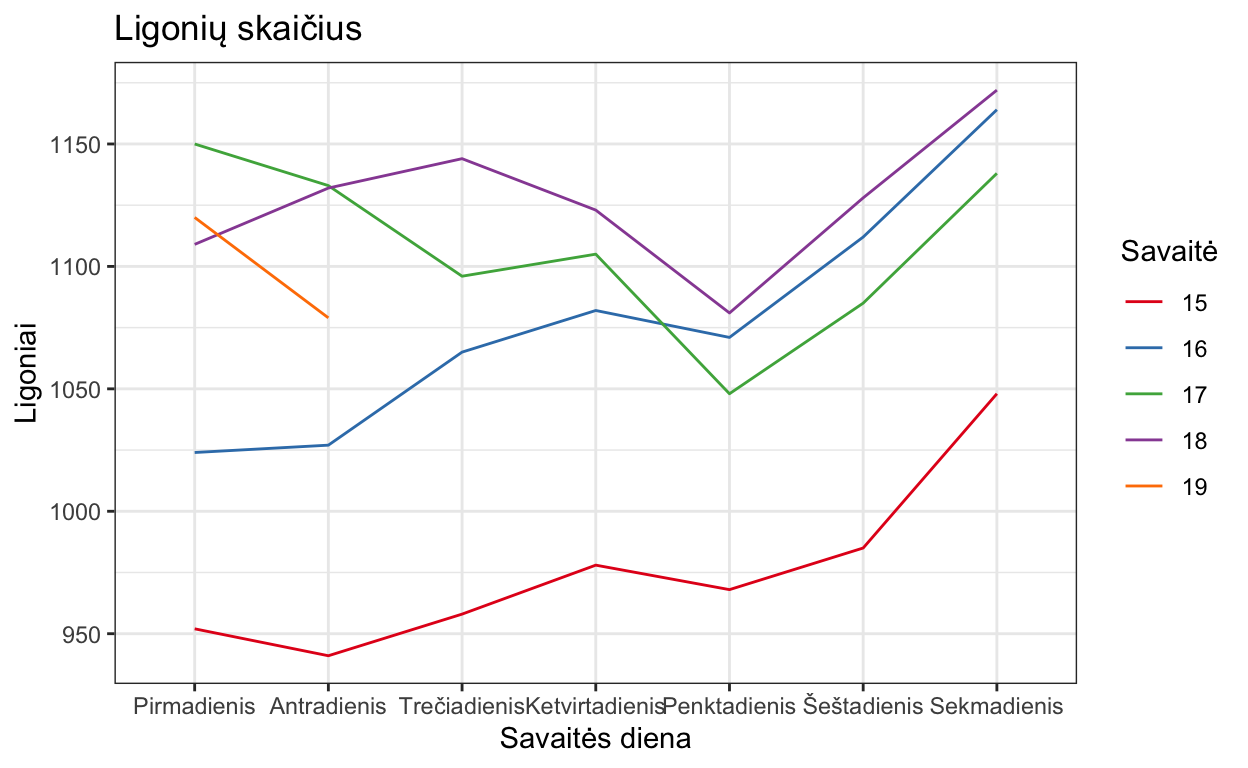 Ligonių skaičius
Ligoniai
1150
1100
1050
1000
950
Pirmadienis Antradienis Trečiadienis Ketvirtadienis Penktadienis Šeštadienis Sekmadienis
Savaitės diena
Savaitė
15
16
17
18
19